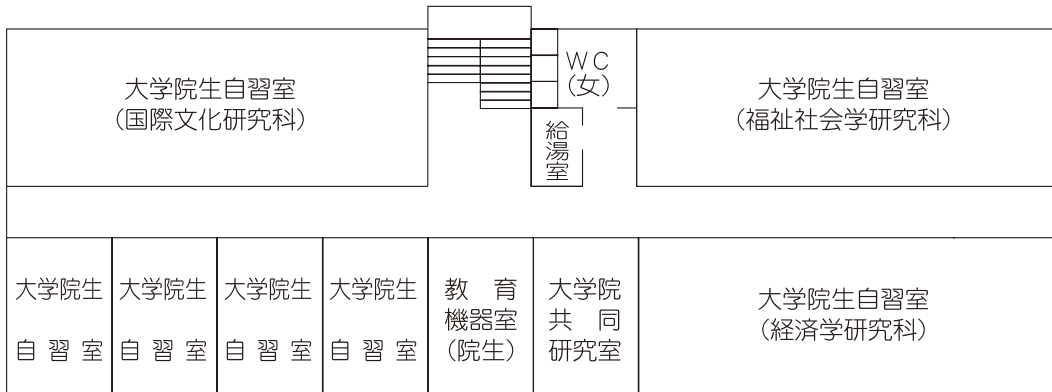 大学院生自習室
(国際文化研究科)
WC
(女)
給湯室
大学院生自習室
(福祉社会学研究科)
大学院生
自習室
大学院生
自習室
大学院生
自習室
大学院生
自習室
教育
機器室
(院生)
大学院
共同
研究室
大学院生自習室
(経済学研究科)